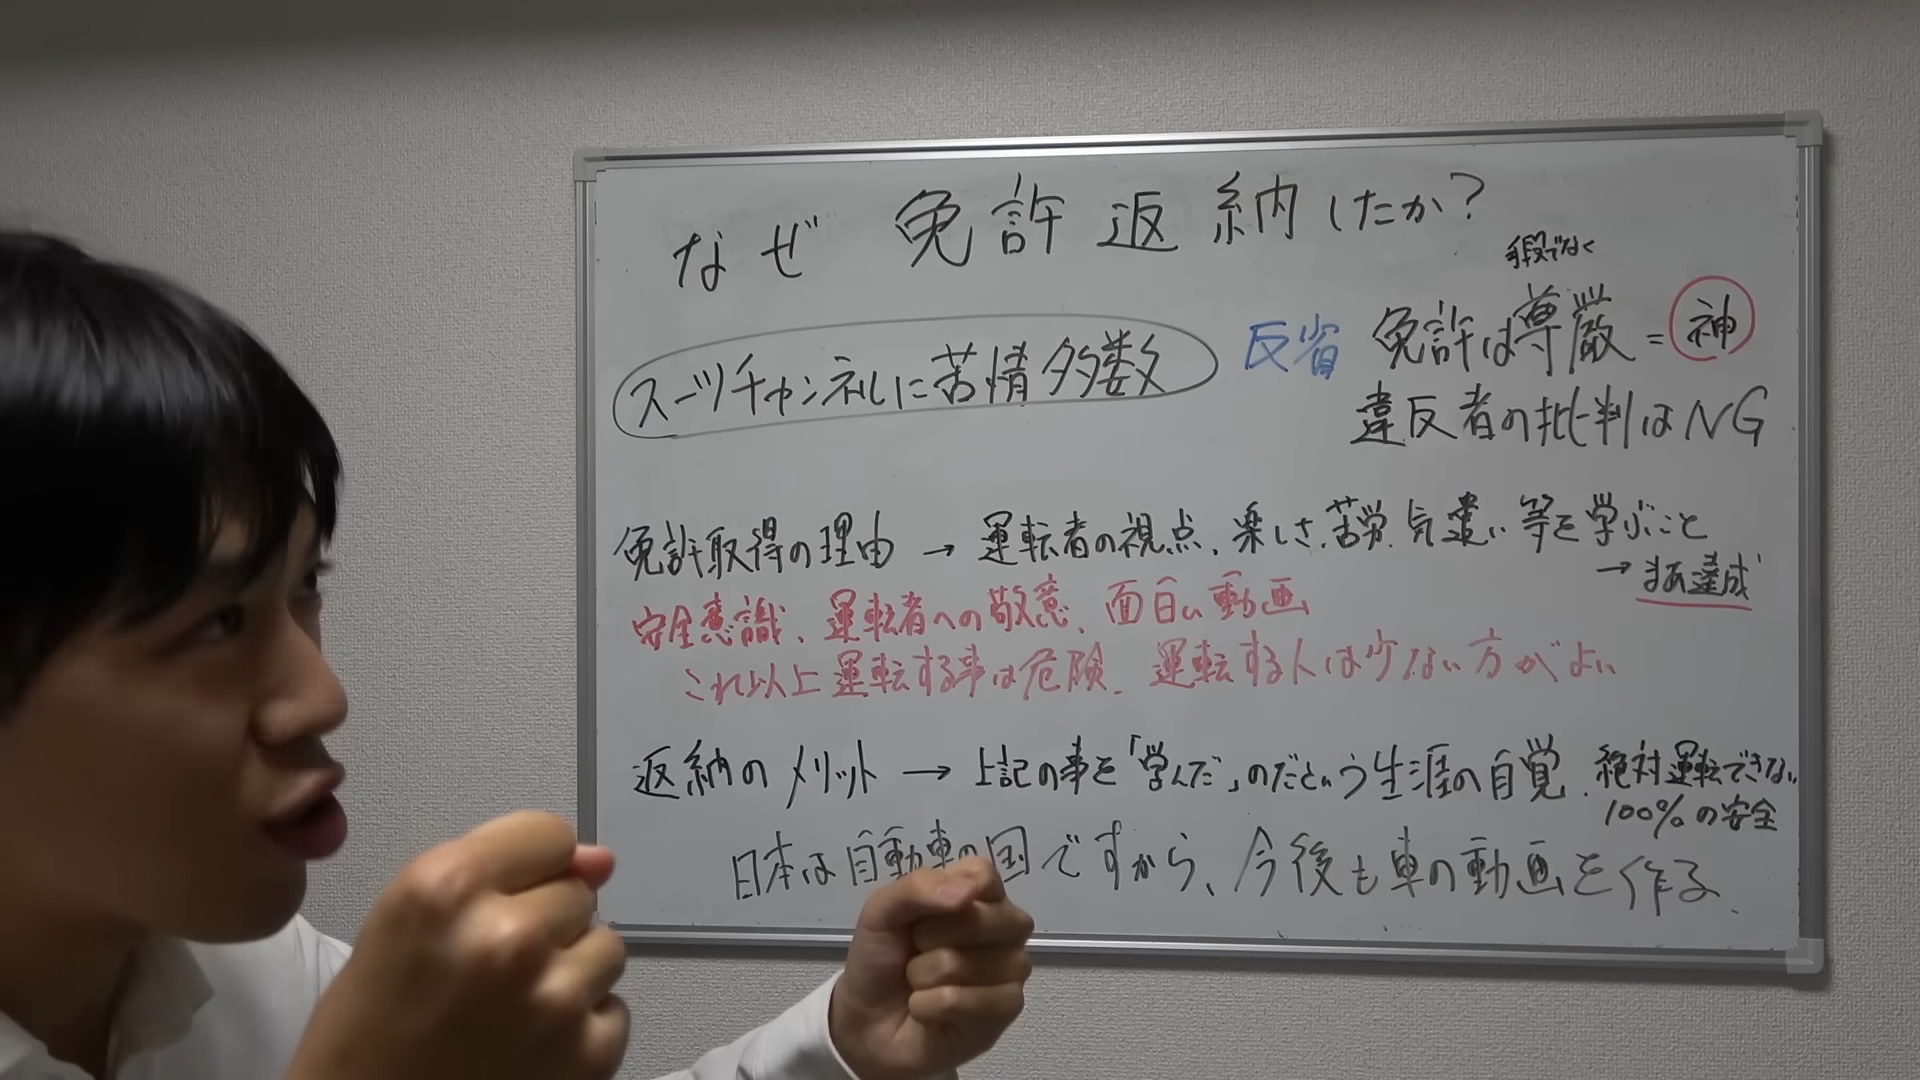 なぜ 免許返納したか?
スーツチャンネルに苦情多数
反省
手段でなく
免許は尊厳=神
違反者の批判はNG
免許取得の理由 → 運転者の視点、楽しさ、苦労、気遣い等を学ぶこと
→まあ達成
安全意識、運転者への敬意、面白い動画
これ以上運転する事は危険、運転する人は少ない方がよい
返納のメリット → 上記の事を「学んだ」のだという生涯の自覚、絶対運転できない
100%の安全
日本は自動車の国ですから、今後も車の動画を作る。